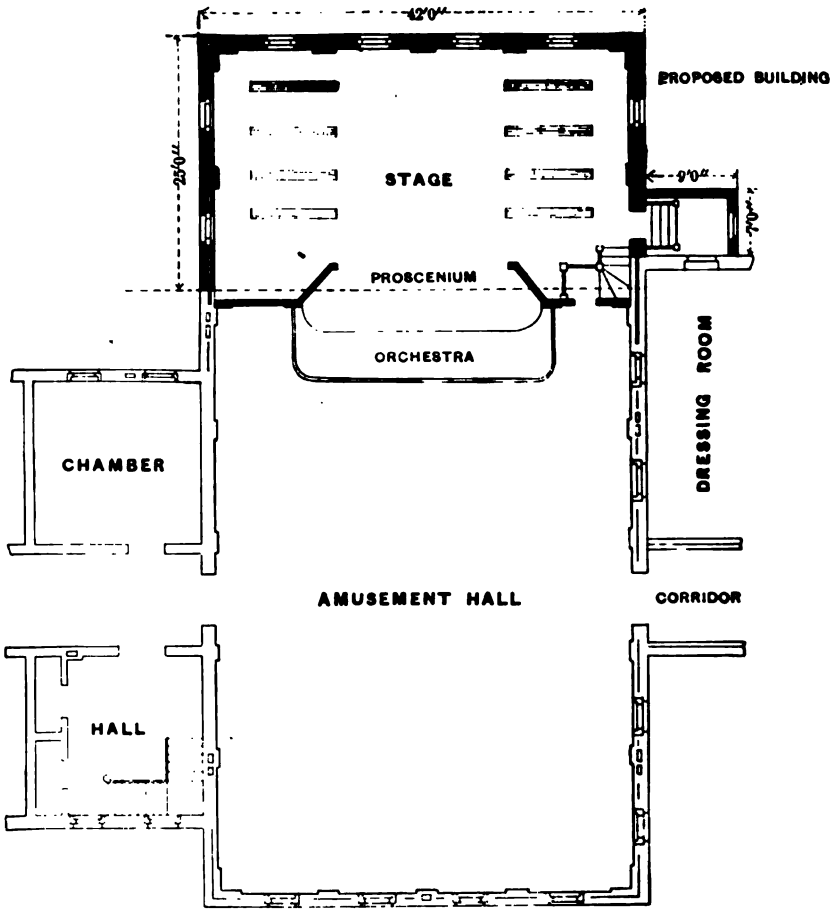 42'0"
PROPOSED BUILDING
25'0"
STAGE
9'0"
7'0"
PROSCENIUM
ORCHESTRA
DRESSING ROOM
CHAMBER
AMUSEMENT HALL
CORRIDOR
HALL